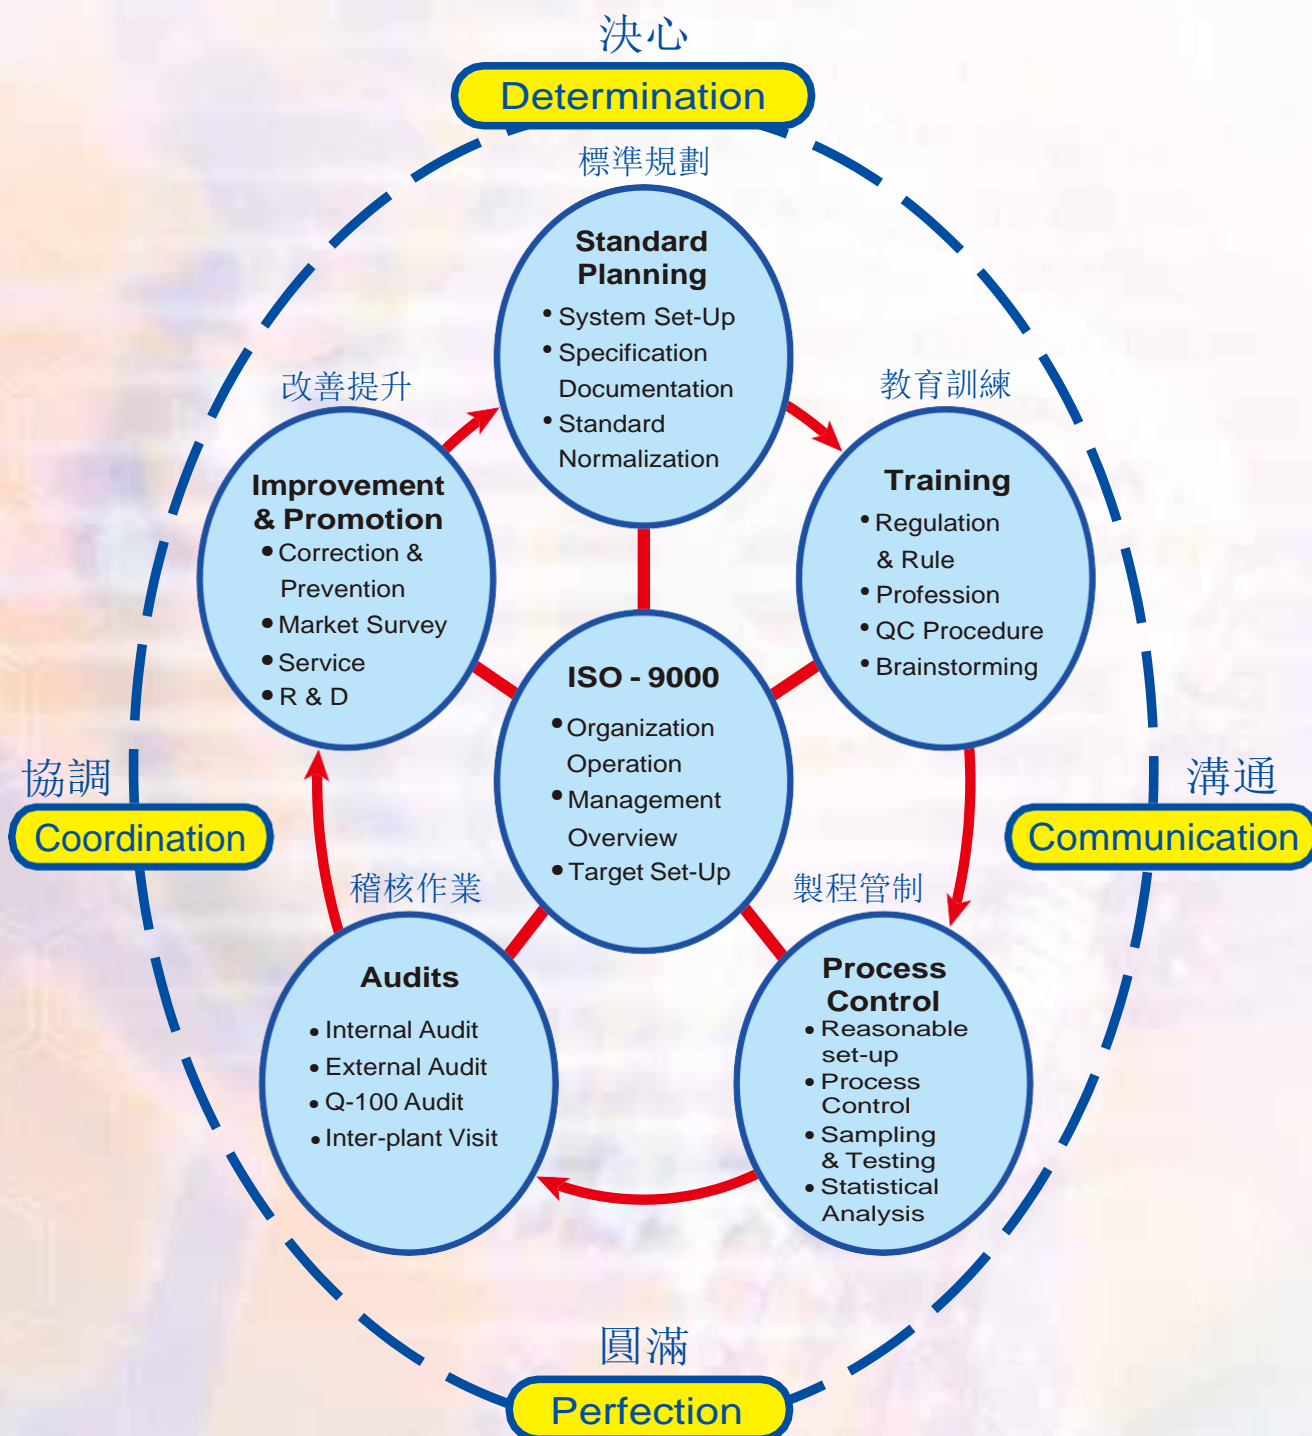 決心
Determination
標準規劃
Standard
Planning
• System Set-Up
• Specification
Documentation
• Standard
Normalization
改善提升
Improvement
& Promotion
• Correction &
Prevention
• Market Survey
• Service
• R & D
教育訓練
Training
• Regulation
& Rule
• Profession
• QC Procedure
• Brainstorming
ISO - 9000
• Organization
Operation
• Management
Overview
• Target Set-Up
協調
Coordination
溝通
Communication
稽核作業
Audits
• Internal Audit
• External Audit
• Q-100 Audit
• Inter-plant Visit
製程管制
Process
Control
• Reasonable
set-up
• Process
Control
• Sampling
& Testing
• Statistical
Analysis
圓滿
Perfection